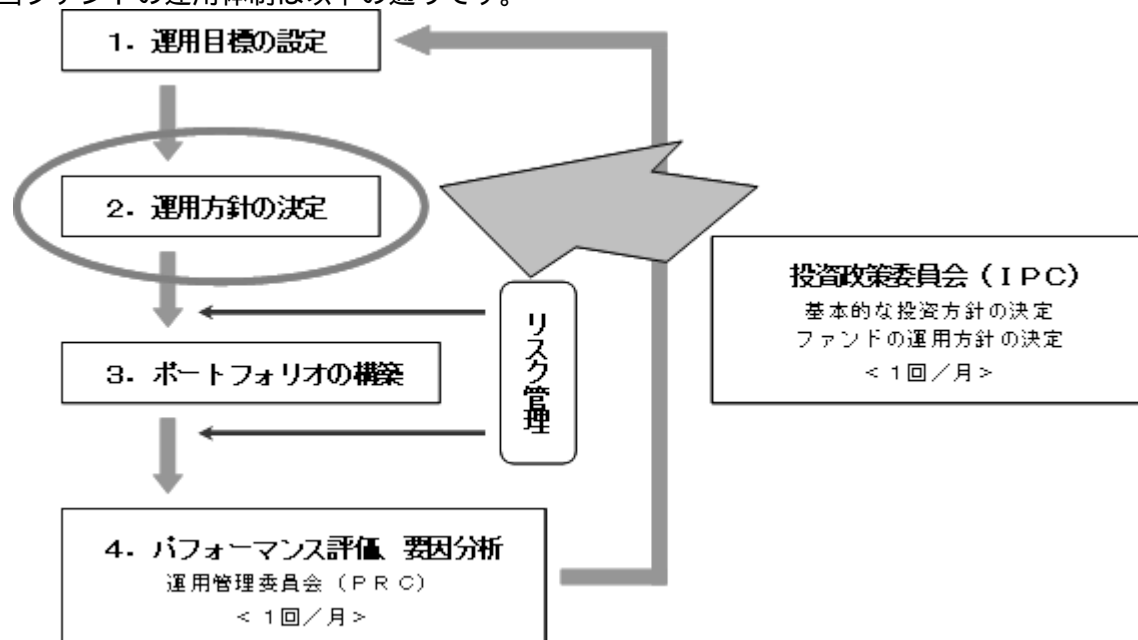 当ファンドの運用体制は以下の通りです。
1．運用目標の設定
2．運用方針の決定
投資政策委員会（ＩＰＣ）
基本的な投資方針の決定
ファンドの運用方針の決定
＜１回／月＞
リスク管理
3．ポートフォリオの構築
4．パフォーマンス評価、要因分析
運用管理委員会（ＰＲＣ）
＜１回／月＞